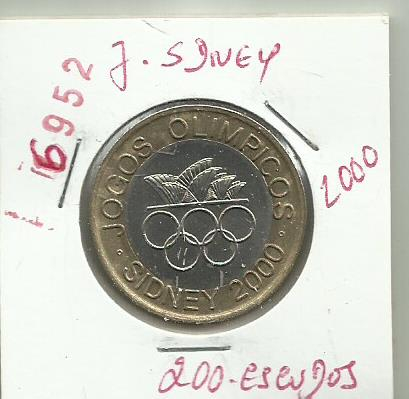 J. SIDNEY
16952
JOGOS OLIMPICOS
· SIDNEY 2000 ·
2000
200-ESCUDOS